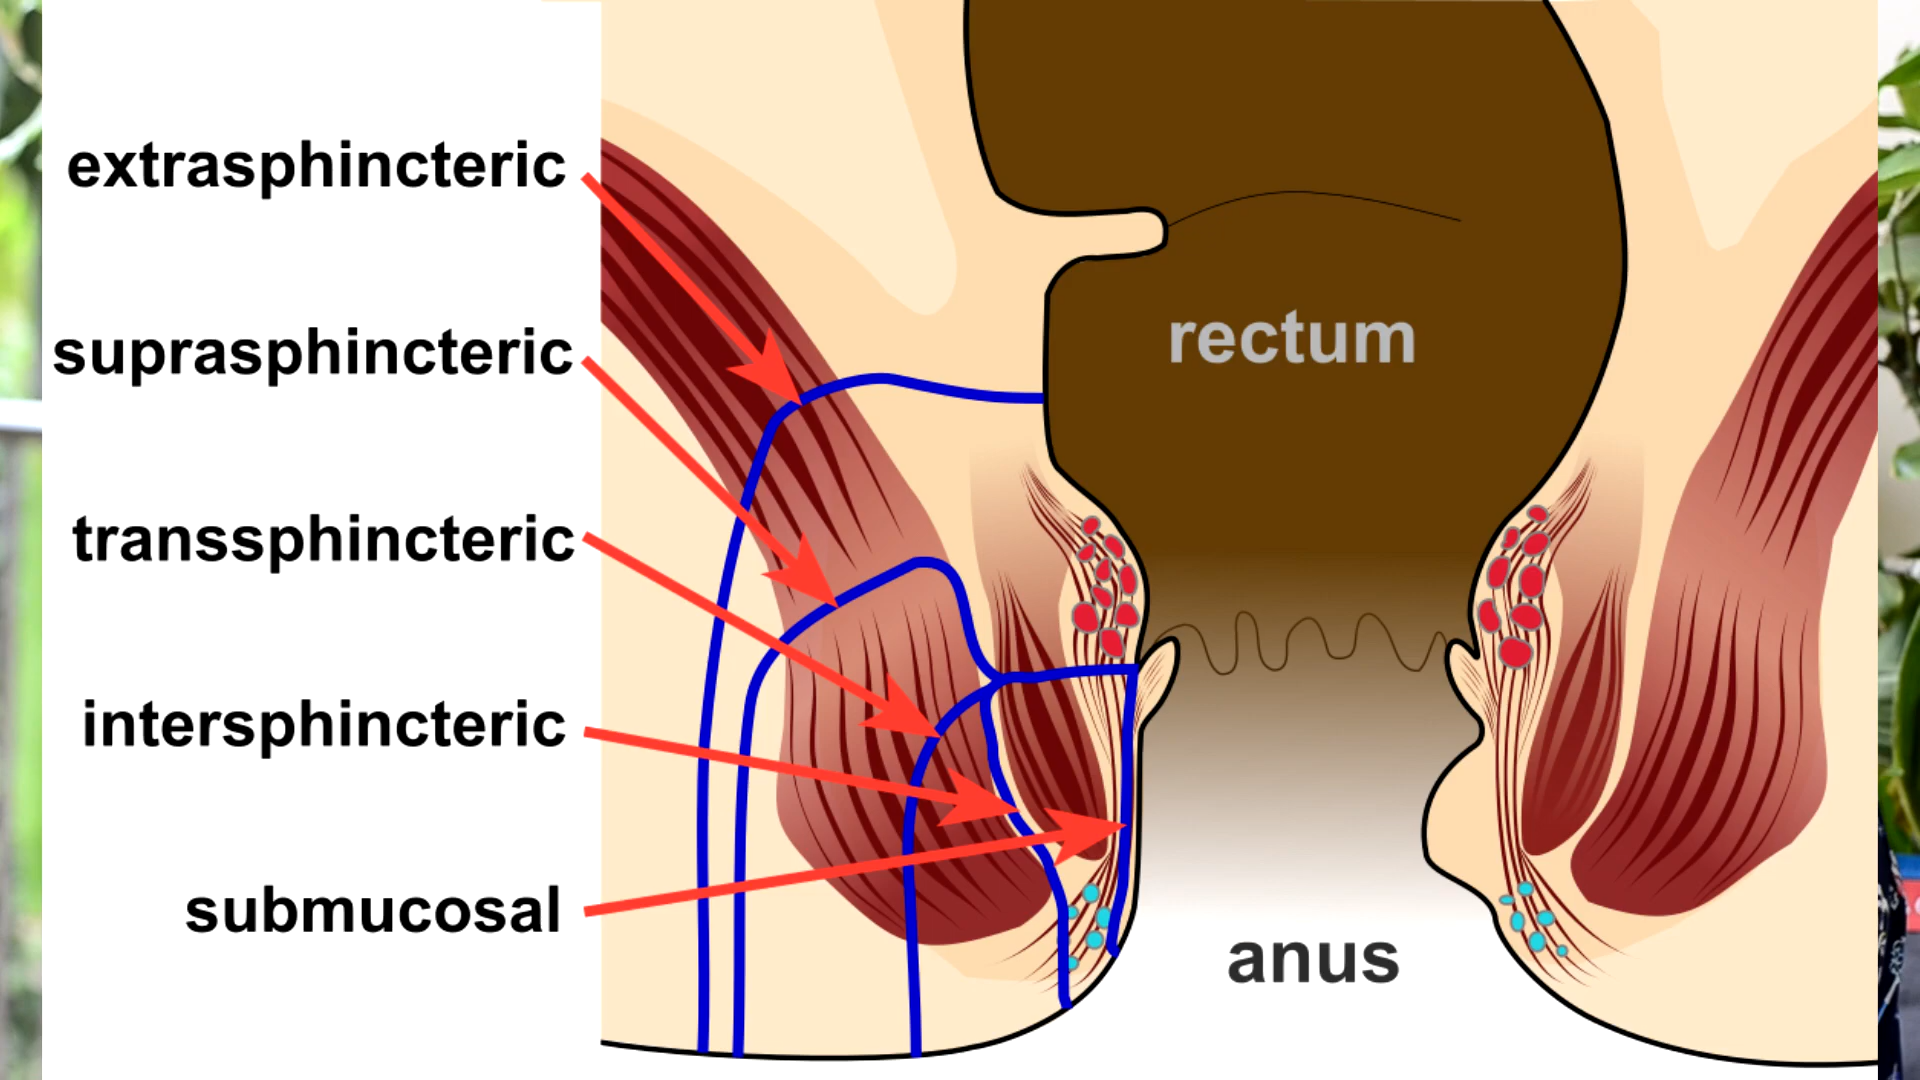 extrasphincteric
suprasphincteric
transsphincteric
intersphincteric
submucosal
rectum
anus